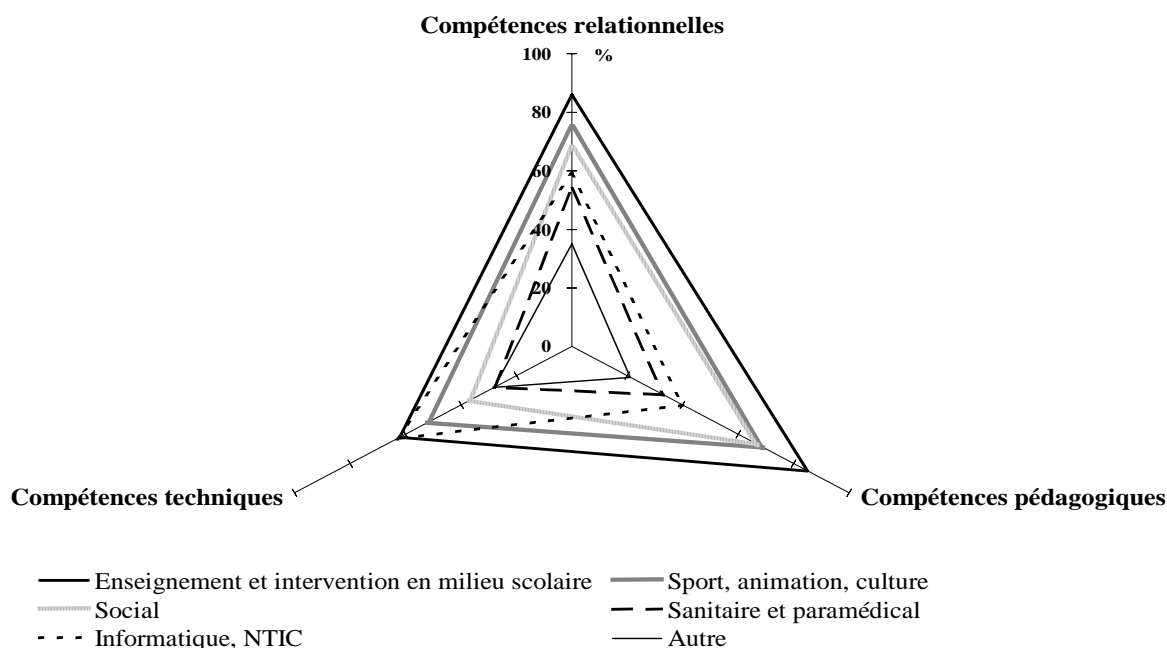 Compétences relationnelles
100 %
80
60
40
20
0
Compétences techniques Compétences pédagogiques
Enseignement et intervention en milieu scolaire Sport, animation, culture
Social Sanitaire et paramédical
Informatique, NTIC Autre